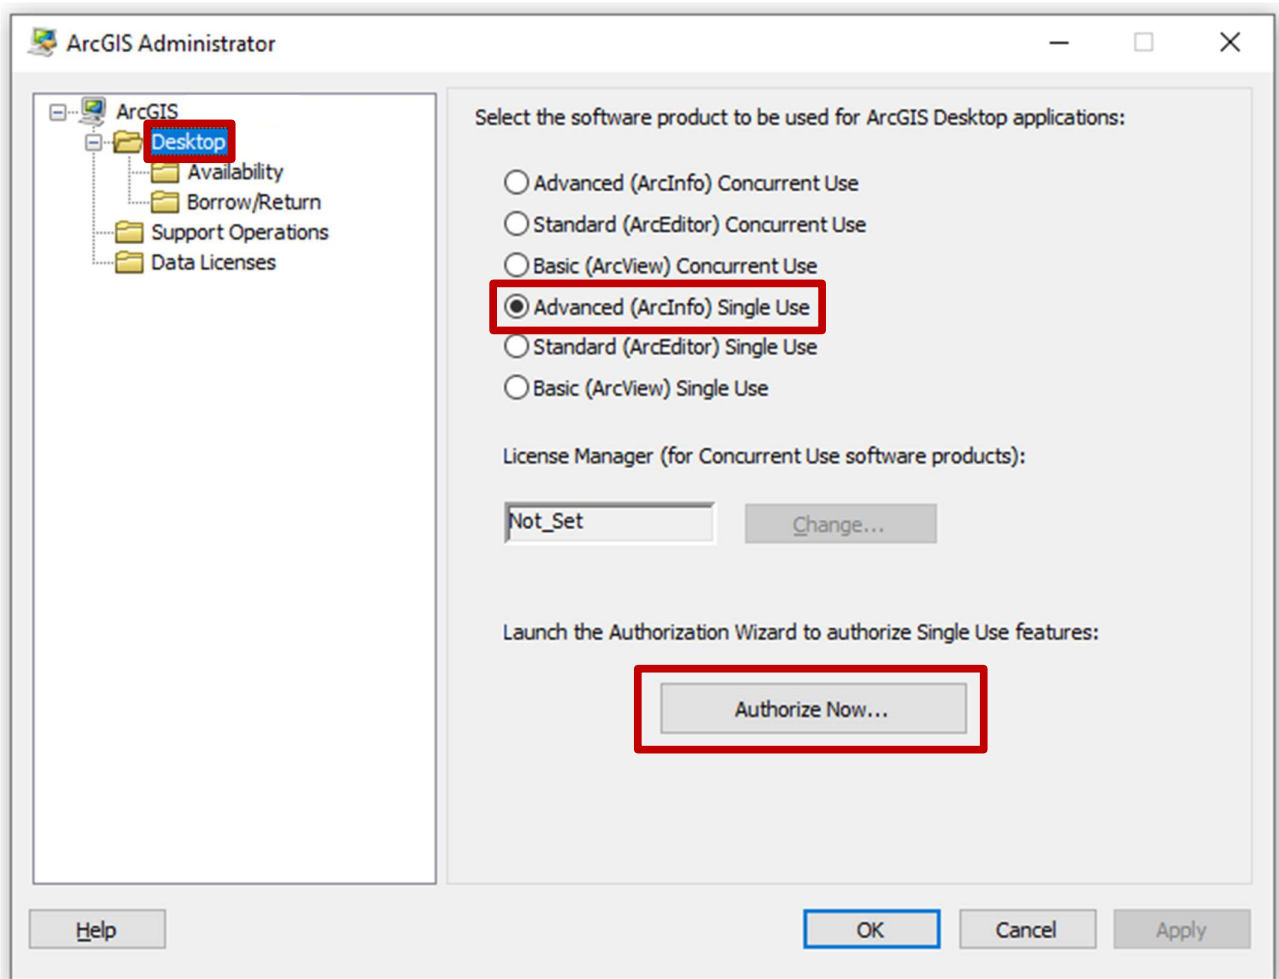 ArcGIS Administrator
ArcGIS
Desktop
Availability
Borrow/Return
Support Operations
Data Licenses
Select the software product to be used for ArcGIS Desktop applications:
Advanced (ArcInfo) Concurrent Use
Standard (ArcEditor) Concurrent Use
Basic (ArcView) Concurrent Use
Advanced (ArcInfo) Single Use
Standard (ArcEditor) Single Use
Basic (ArcView) Single Use
License Manager (for Concurrent Use software products):
Not_Set
Change...
Launch the Authorization Wizard to authorize Single Use features:
Authorize Now...
Help
OK
Cancel
Apply